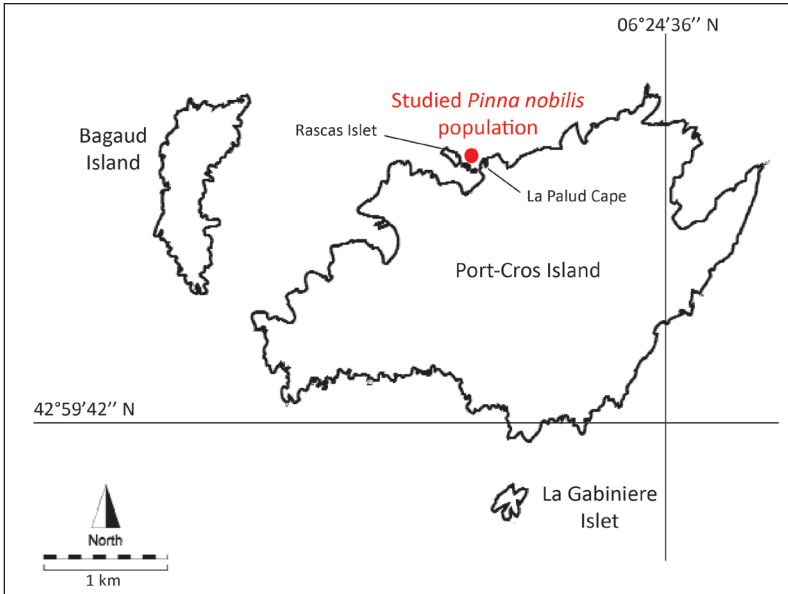 06°24’36’’ N
Studied Pinna nobilis
population
Rascas Islet
Bagaud
Island
La Palud Cape
Port-Cros Island
42°59’42’’ N
La Gabiniere
Islet
North
1 km